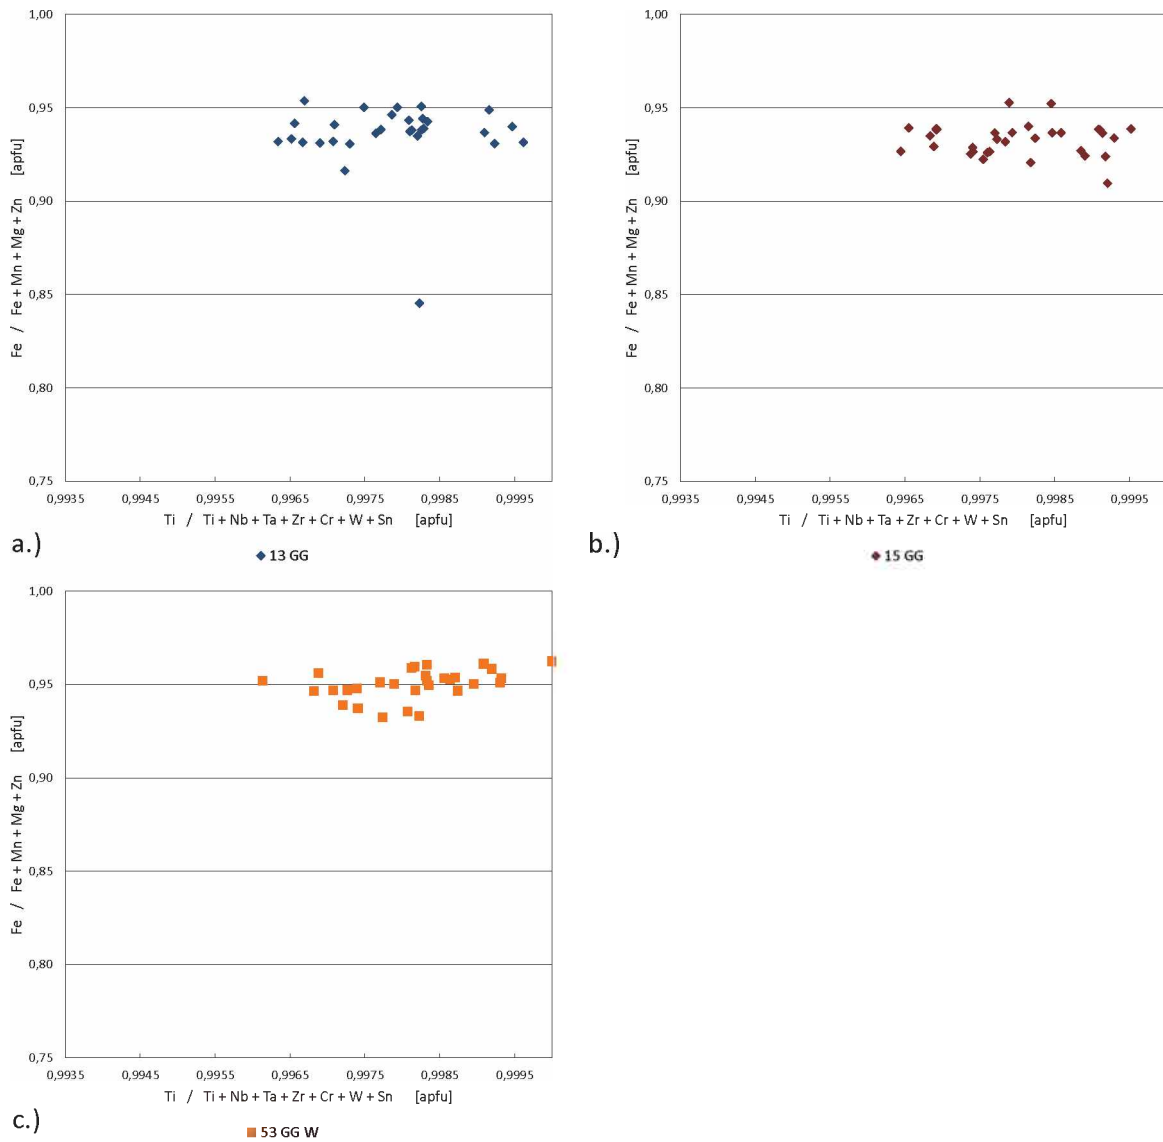 1,00
0,95
0,90
0,85
0,80
0,75
Fe / Fe + Mn + Mg + Zn [apfu]
0,9935 0,9945 0,9955 0,9965 0,9975 0,9985 0,9995
Ti / Ti + Nb + Ta + Zr + Cr + W + Sn [apfu]
a.)
13 GG
1,00
0,95
0,90
0,85
0,80
0,75
Fe / Fe + Mn + Mg + Zn [apfu]
0,9935 0,9945 0,9955 0,9965 0,9975 0,9985 0,9995
Ti / Ti + Nb + Ta + Zr + Cr + W + Sn [apfu]
b.)
15 GG
1,00
0,95
0,90
0,85
0,80
0,75
Fe / Fe + Mn + Mg + Zn [apfu]
0,9935 0,9945 0,9955 0,9965 0,9975 0,9985 0,9995
Ti / Ti + Nb + Ta + Zr + Cr + W + Sn [apfu]
c.)
53 GG W